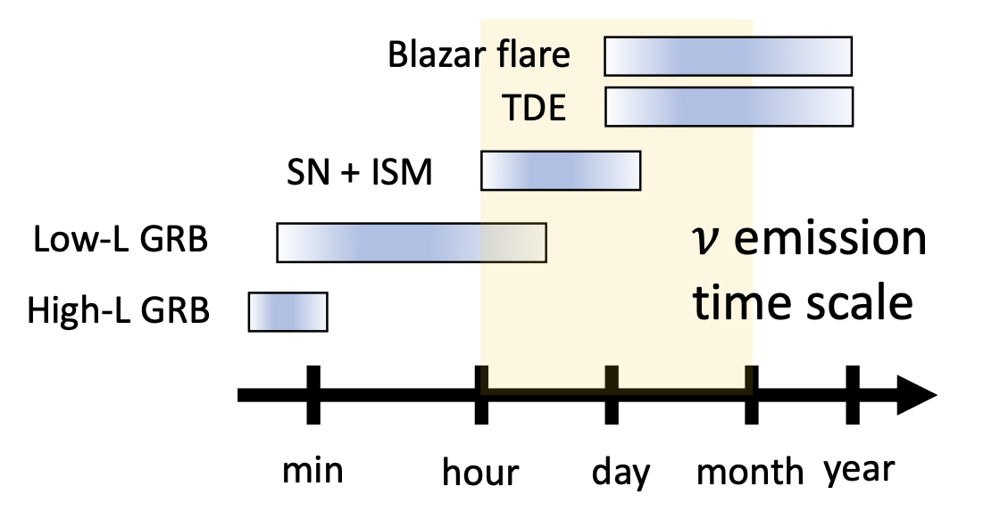 Blazar flare
TDE
SN + ISM
Low-L GRB
High-L GRB
ν emission
time scale
min
hour
day
month
year